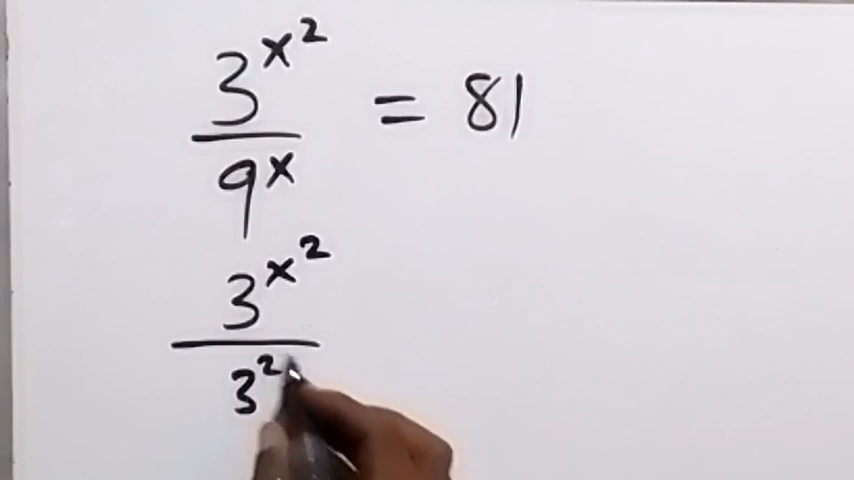 3^x^2
/ 9^x = 81
3^x^2
/ 3^2